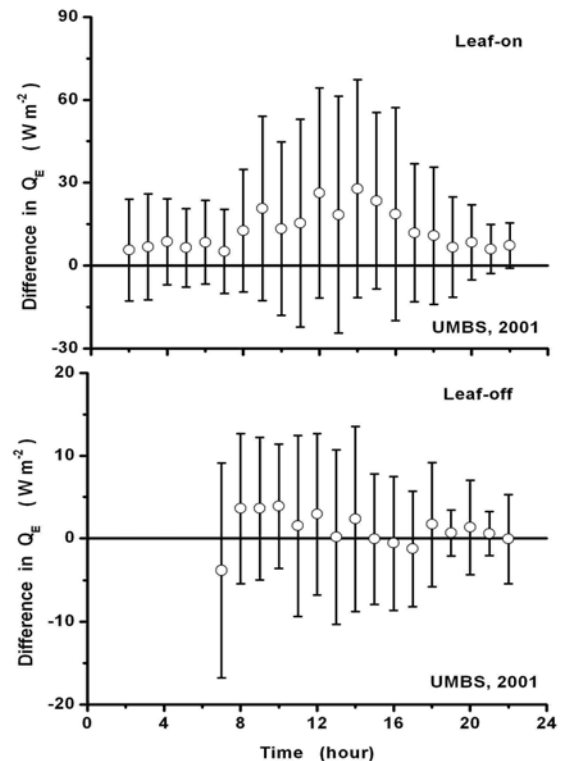 90
Leaf-on
60
30
0
-30
Difference in Q_E (W m⁻²)
UMBS, 2001
20
Leaf-off
10
0
-10
-20
Difference in Q_E (W m⁻²)
UMBS, 2001
0 4 8 12 16 20 24
Time (hour)